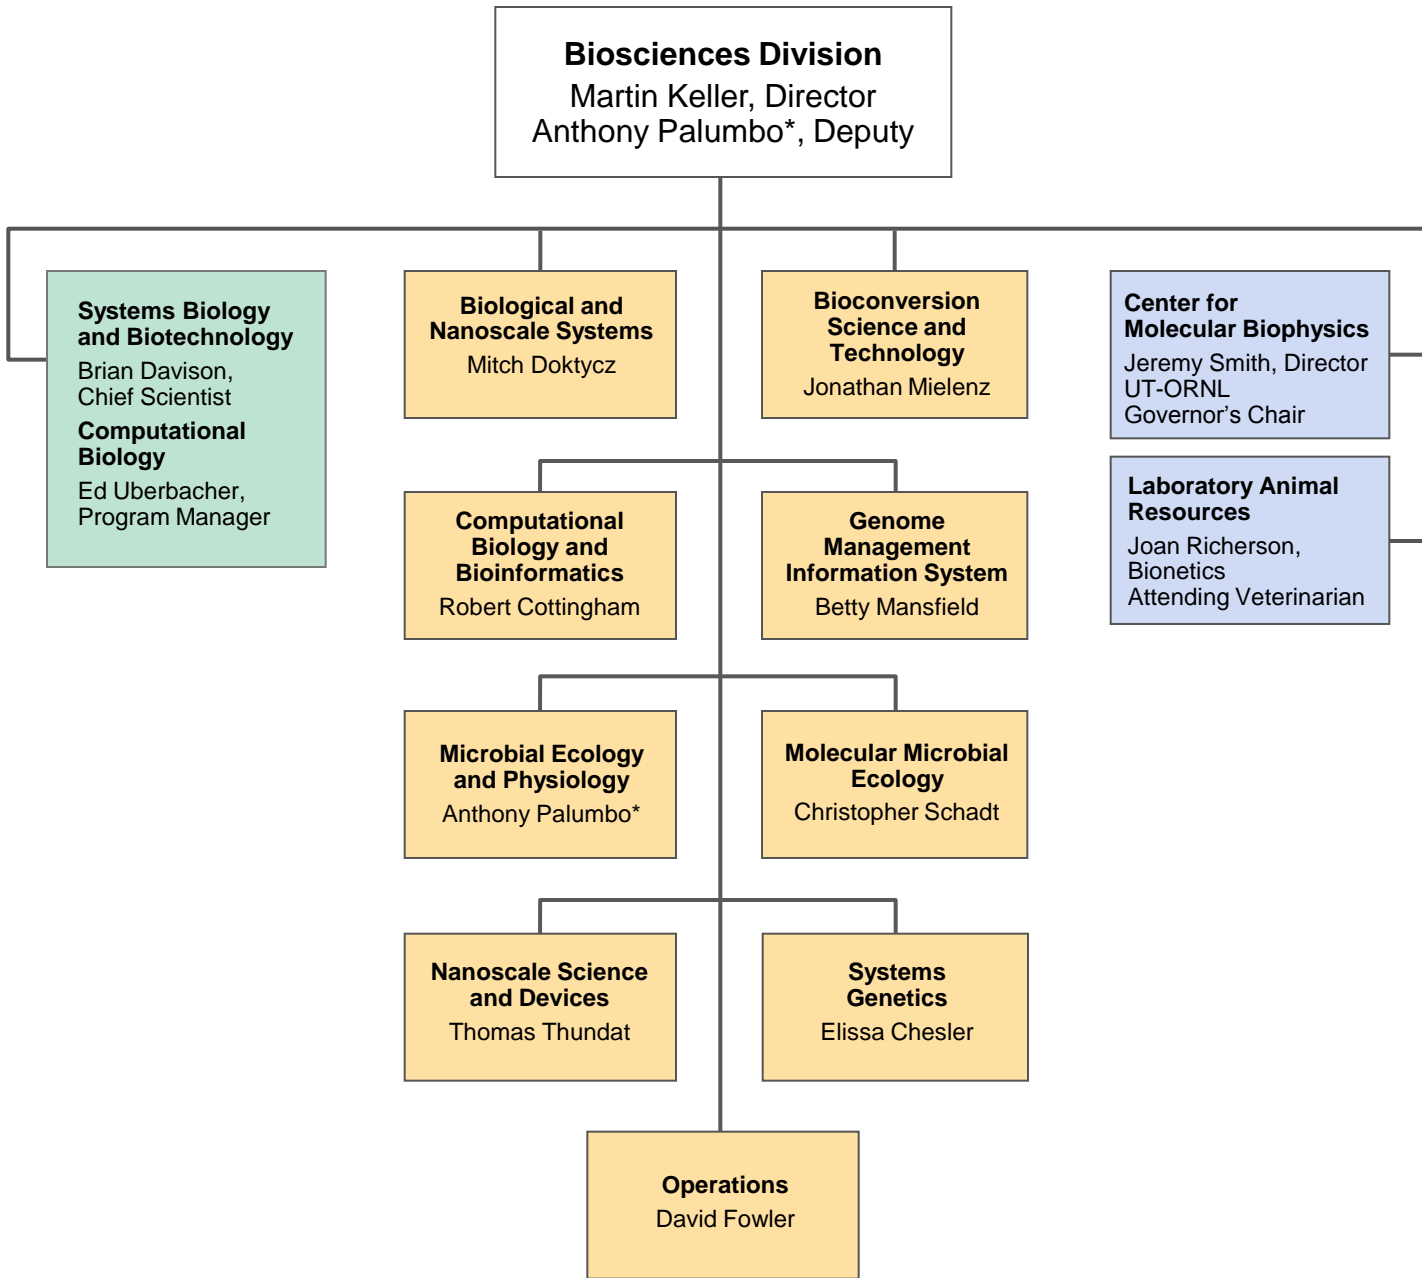 Biosciences Division
Martin Keller, Director
Anthony Palumbo*, Deputy
Systems Biology
and Biotechnology
Brian Davison,
Chief Scientist
Computational
Biology
Ed Uberbacher,
Program Manager
Biological and
Nanoscale Systems
Mitch Doktycz
Bioconversion
Science and
Technology
Jonathan Mielenz
Center for
Molecular Biophysics
Jeremy Smith, Director
UT-ORNL
Governor’s Chair
Laboratory Animal
Resources
Joan Richerson,
Bionetics
Attending Veterinarian
Computational
Biology and
Bioinformatics
Robert Cottingham
Genome
Management
Information System
Betty Mansfield
Microbial Ecology
and Physiology
Anthony Palumbo*
Molecular Microbial
Ecology
Christopher Schadt
Nanoscale Science
and Devices
Thomas Thundat
Systems
Genetics
Elissa Chesler
Operations
David Fowler